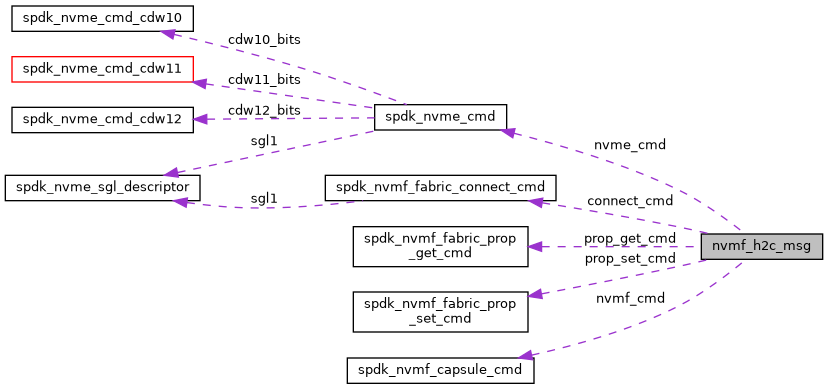 spdk_nvme_cmd_cdw10
cdw10_bits
spdk_nvme_cmd_cdw11
cdw11_bits
cdw12_bits
spdk_nvme_cmd_cdw12
spdk_nvme_cmd
sgl1
nvme_cmd
spdk_nvme_sgl_descriptor
sgl1
spdk_nvmf_fabric_connect_cmd
connect_cmd
spdk_nvmf_fabric_prop
_get_cmd
prop_get_cmd
nvmf_h2c_msg
prop_set_cmd
spdk_nvmf_fabric_prop
_set_cmd
nvmf_cmd
spdk_nvmf_capsule_cmd